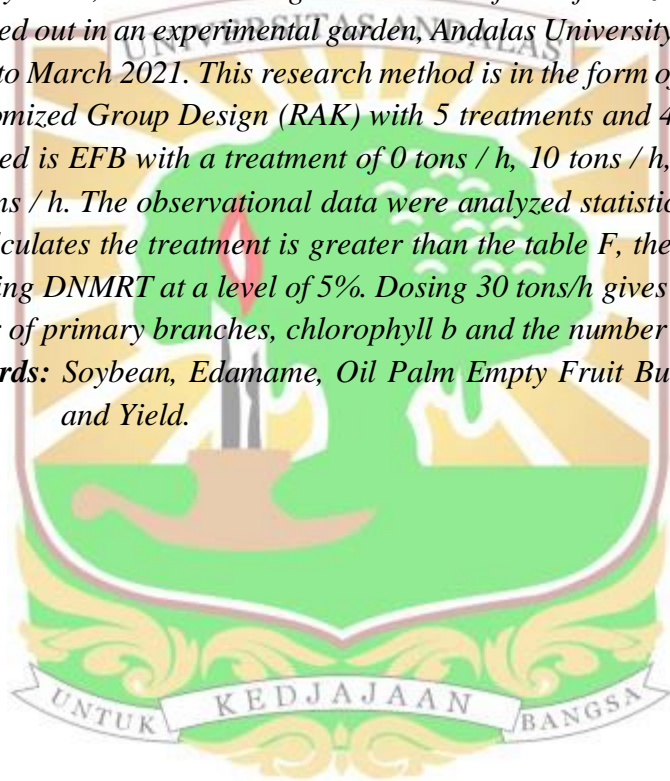 UNIVERSITAS ANDALAS
ed out in an experimental garden, Andalas University
to March 2021. This research method is in the form o
omized Group Design (RAK) with 5 treatments and 4
ed is EFB with a treatment of 0 tons / h, 10 tons / h,
ns / h. The observational data were analyzed statistic
lculates the treatment is greater than the table F, the
ing DNMRT at a level of 5%. Dosing 30 tons/h gives
r of primary branches, chlorophyll b and the number
rds: Soybean, Edamame, Oil Palm Empty Fruit Bu
and Yield.
UNTUK KEDJAJAAN BANGSA